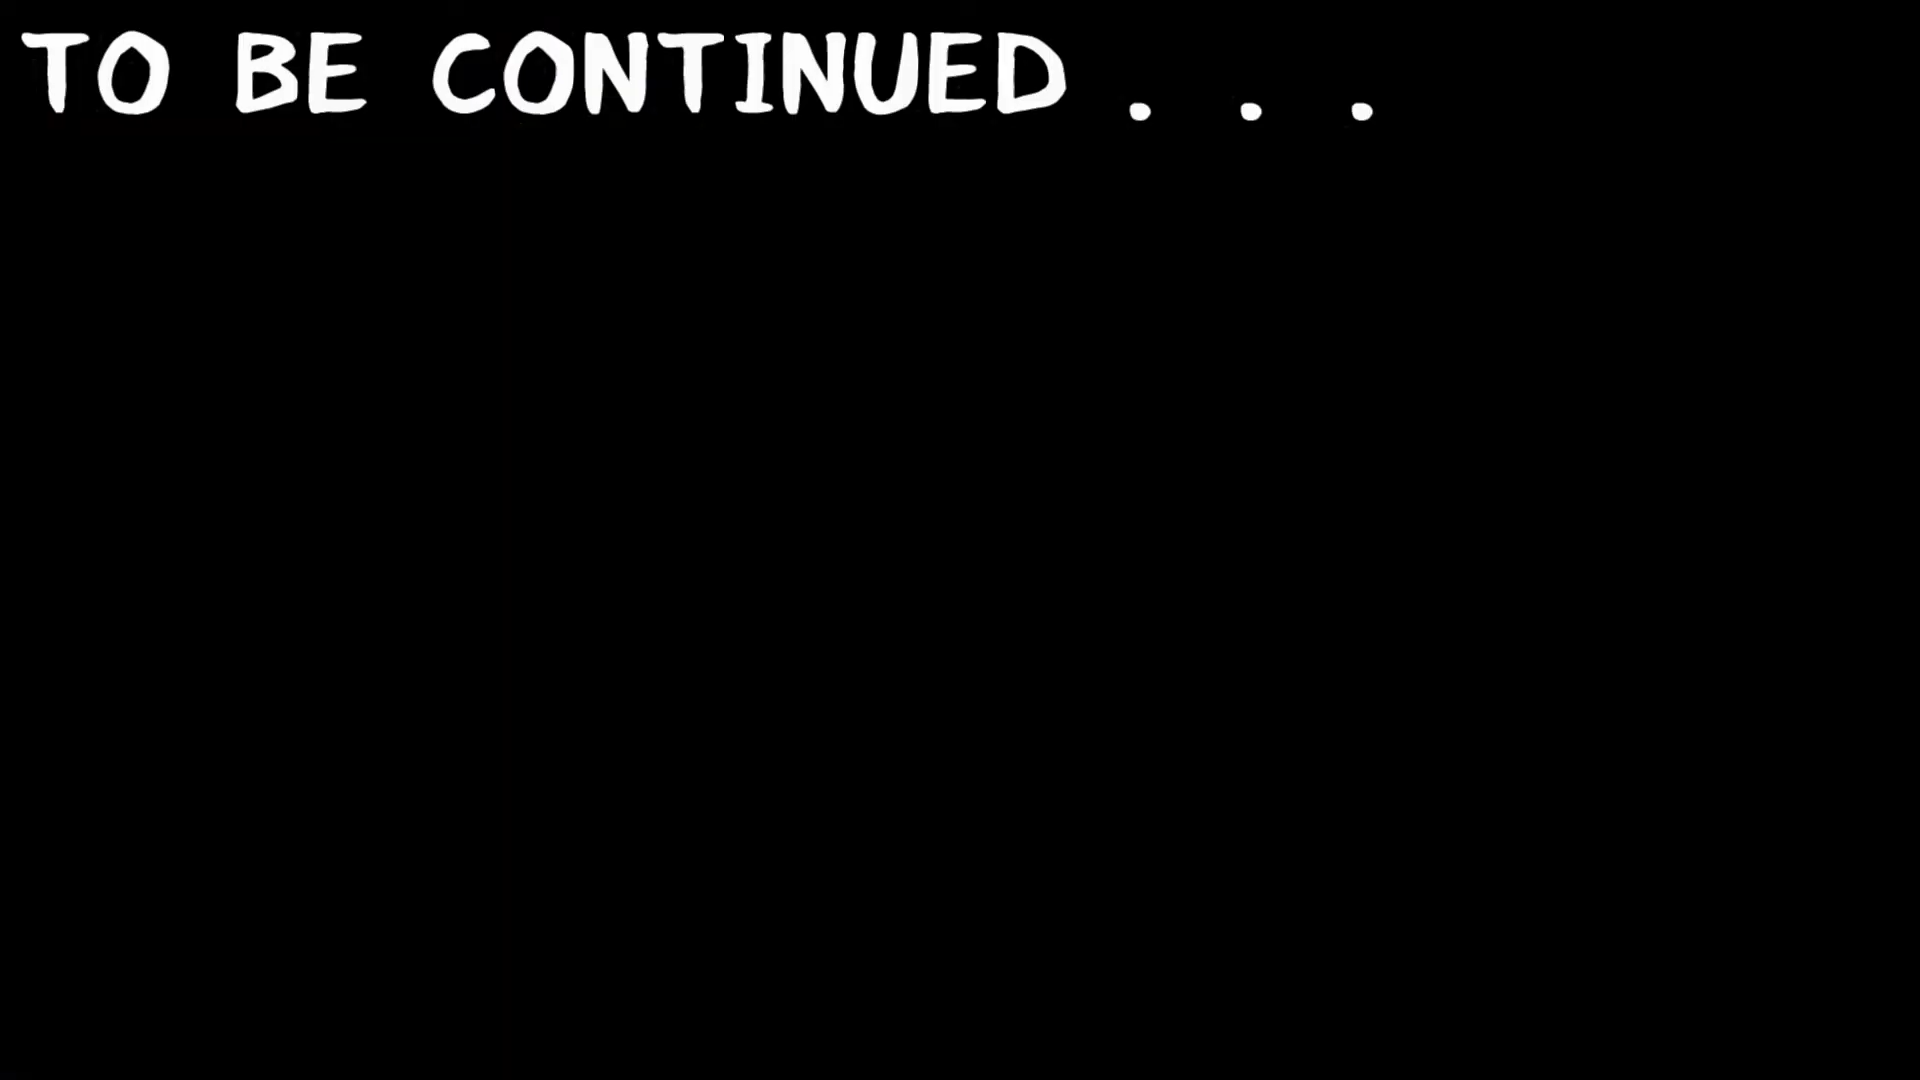 TO BE CONTINUED . . .